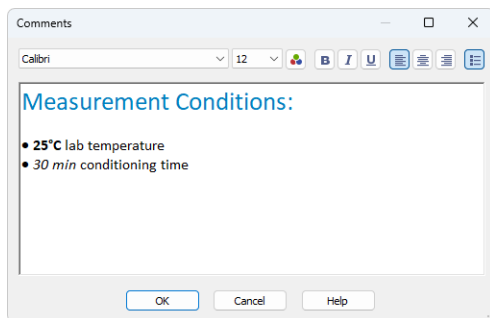 Comments
Calibri 12 B I U
Measurement Conditions:
• 25°C lab temperature
• 30 min conditioning time
OK Cancel Help